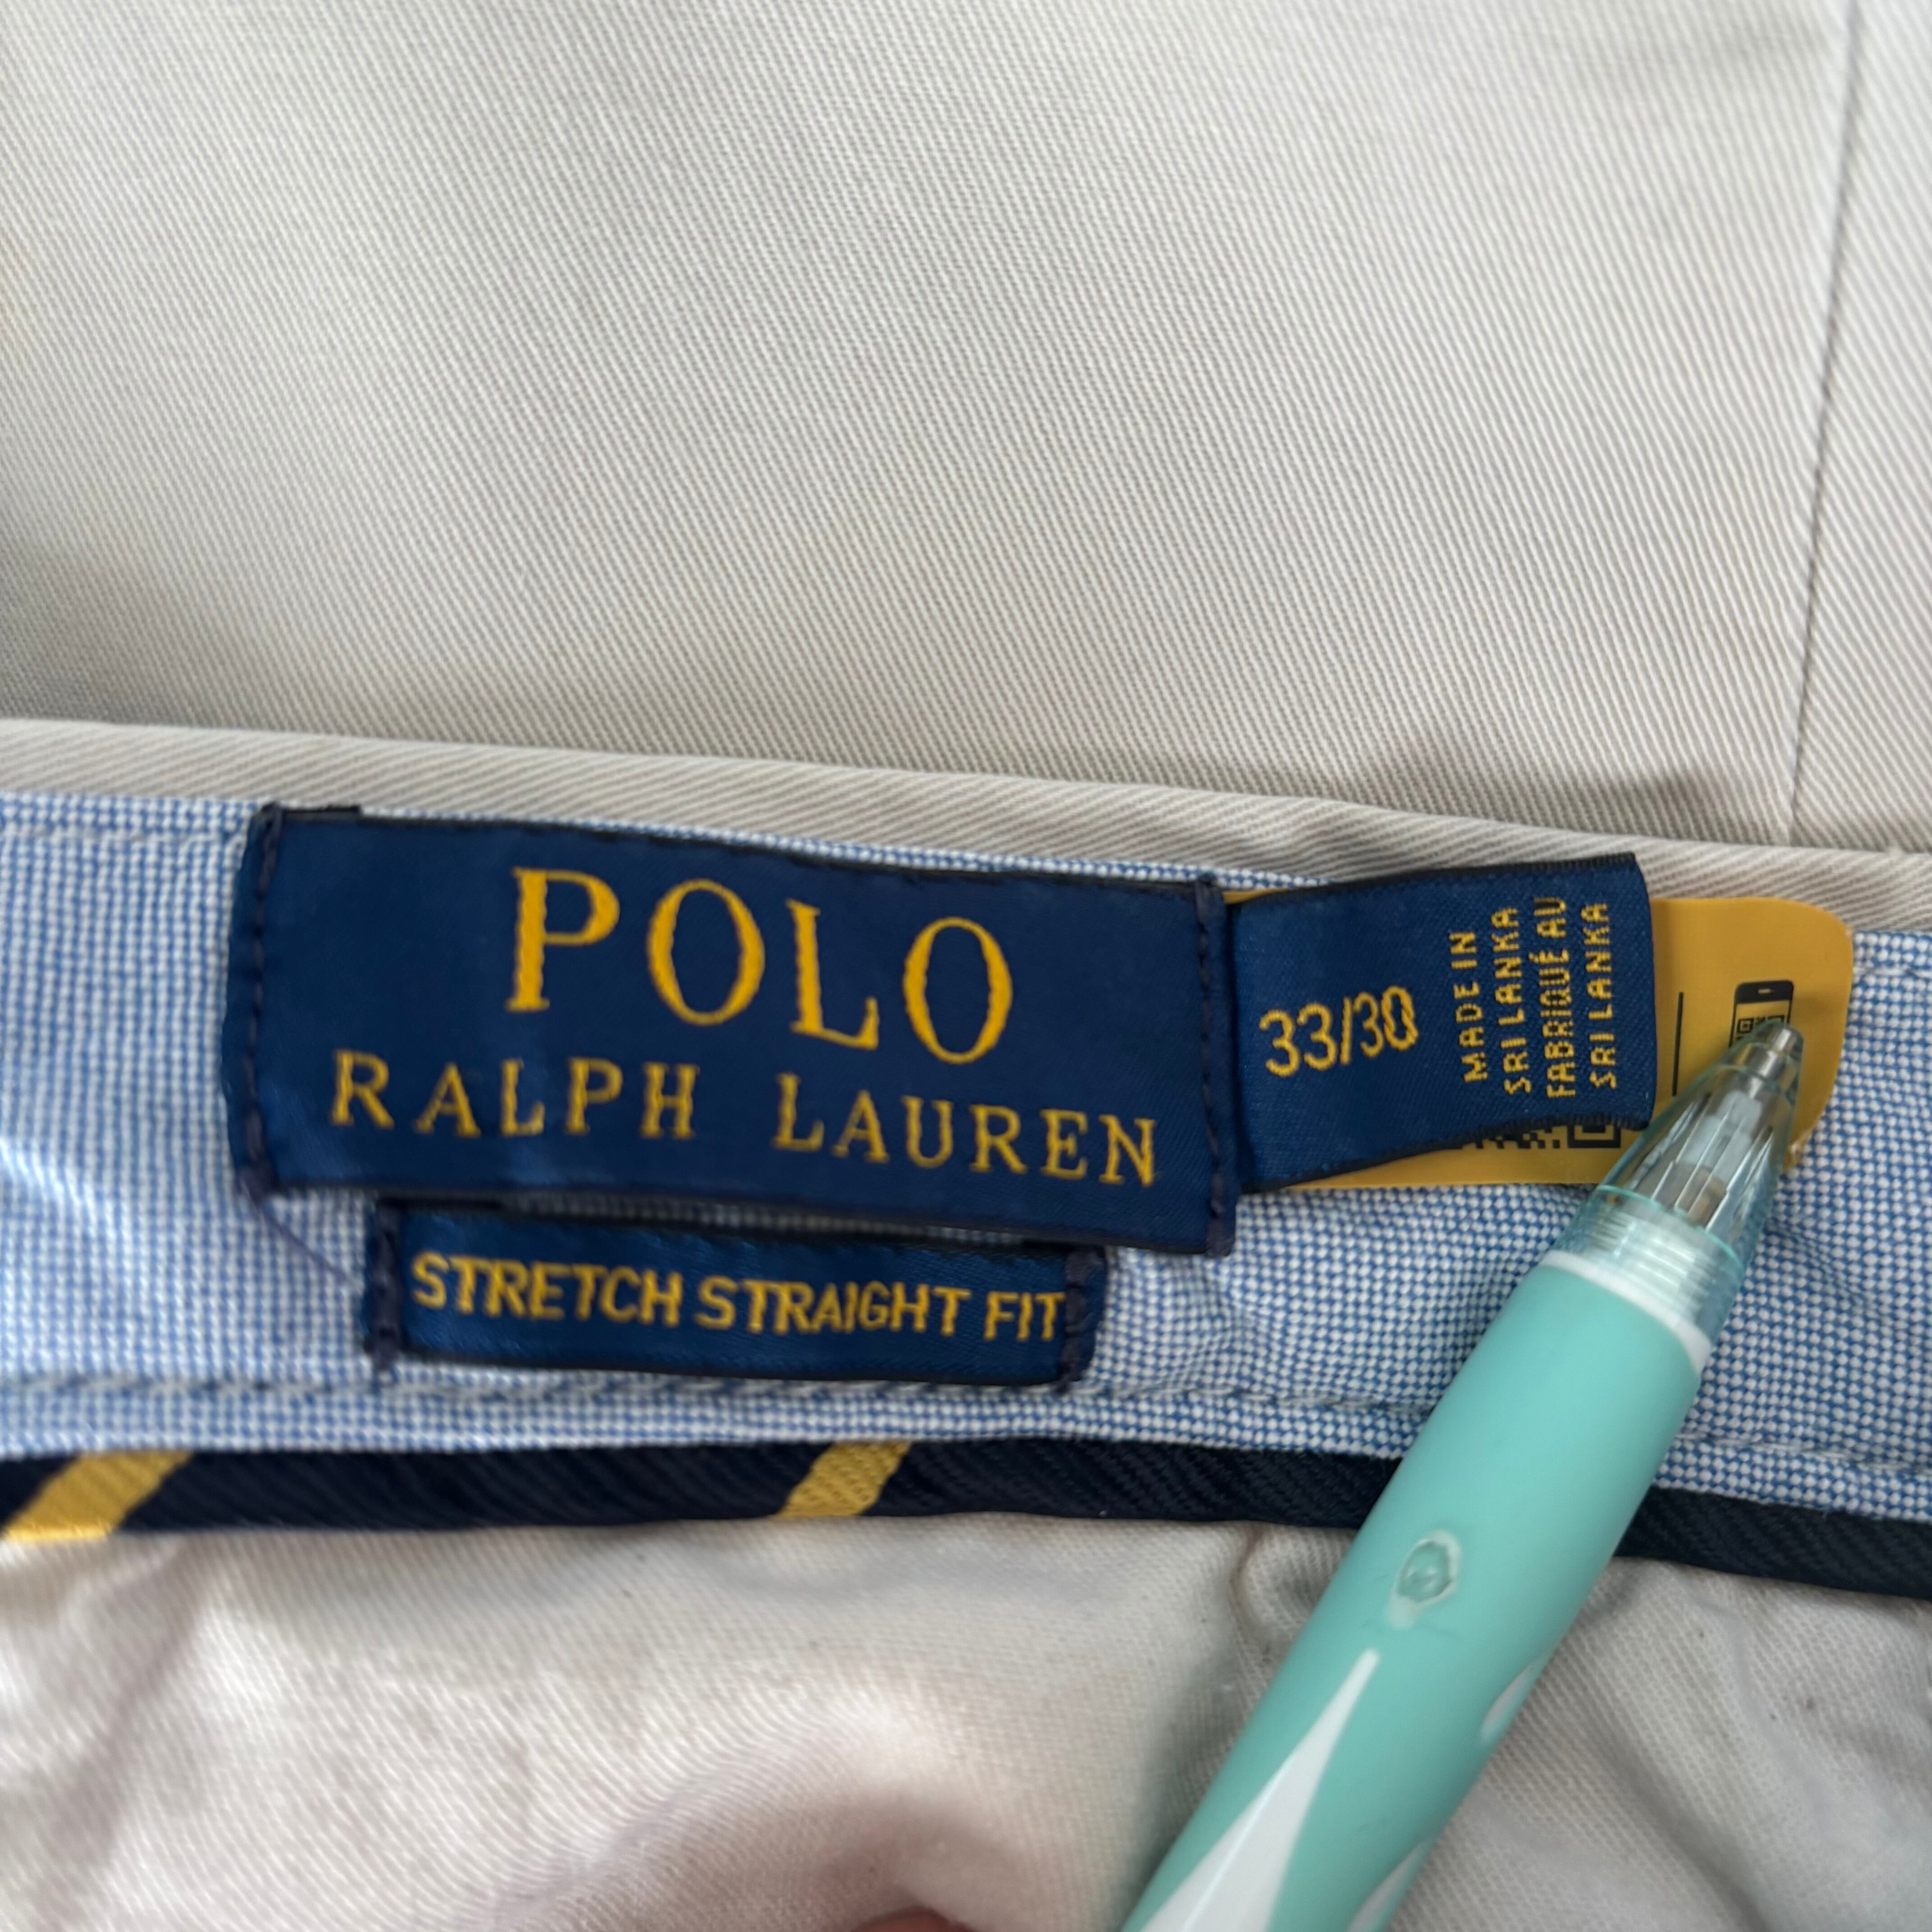 POLO
RALPH LAUREN
STRETCH STRAIGHT FIT
33/30
MADE IN
SRI LANKA
FABRIQUÉ AU
SRI LANKA